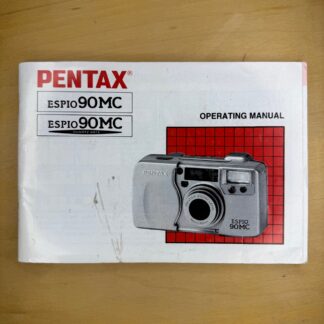 PENTAX®
ESPIO 90MC
ESPIO 90MC
OPERATING MANUAL
PENTAX
ESPIO
90MC